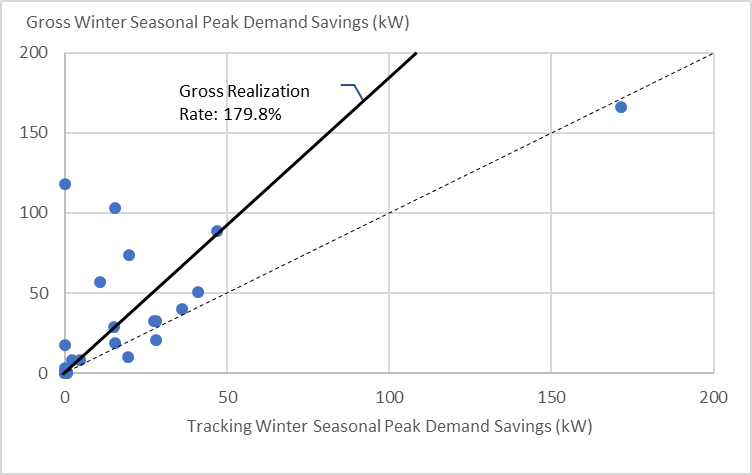 Gross Winter Seasonal Peak Demand Savings (kW)
200
150
100
50
0
Gross Realization
Rate: 179.8%
0 50 100 150 200
Tracking Winter Seasonal Peak Demand Savings (kW)